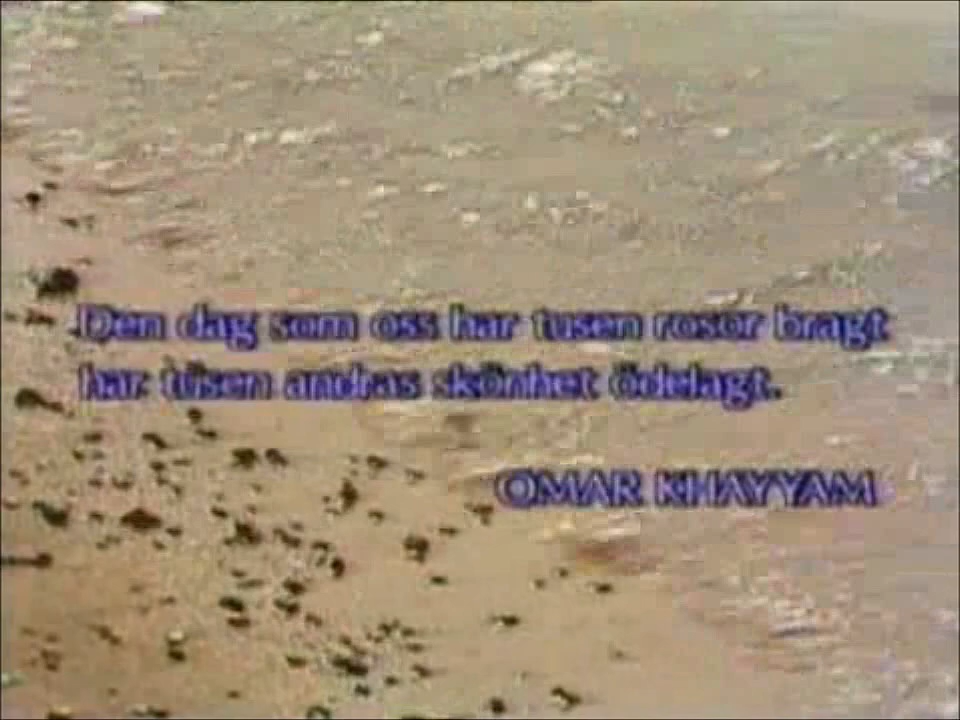 Den dag som oss har tusen rosor bragt
har tusen andras skönhet ödelagt.
OMAR KHAYYAM